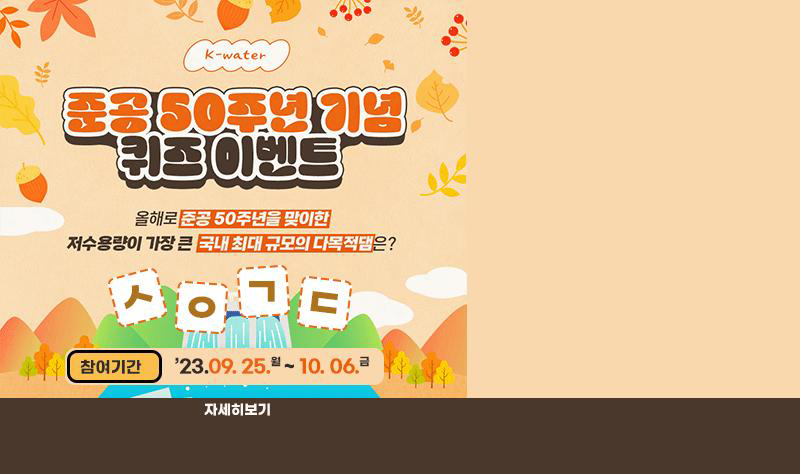 K-water
준공 50주년 기념
퀴즈 이벤트
올해로 준공 50주년을 맞이한
저수용량이 가장 큰 국내 최대 규모의 다목적댐은?
ㅅ ㅇ ㄱ ㄷ
참여기간 '23.09. 25.월 ~ 10. 06.금
자세히보기